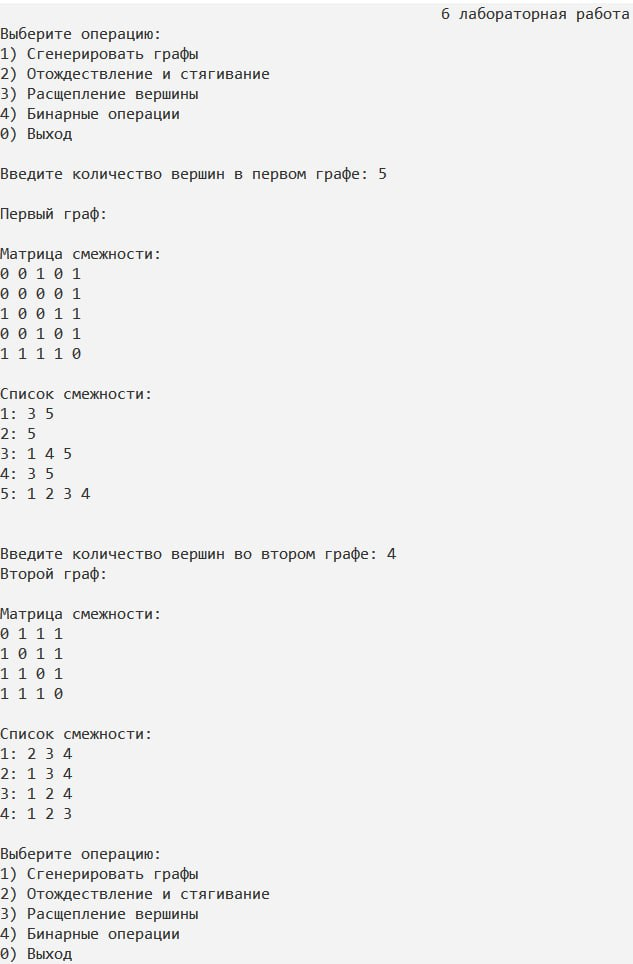 6 лабораторная работа
Выберите операцию:
1) Сгенерировать графы
2) Отождествление и стягивание
3) Расщепление вершины
4) Бинарные операции
0) Выход
Введите количество вершин в первом графе: 5
Первый граф:
Матрица смежности:
0 0 1 0 1
0 0 0 0 1
1 0 0 1 1
0 0 1 0 1
1 1 1 1 0
Список смежности:
1: 3 5
2: 5
3: 1 4 5
4: 3 5
5: 1 2 3 4
Введите количество вершин во втором графе: 4
Второй граф:
Матрица смежности:
0 1 1 1
1 0 1 1
1 1 0 1
1 1 1 0
Список смежности:
1: 2 3 4
2: 1 3 4
3: 1 2 4
4: 1 2 3
Выберите операцию:
1) Сгенерировать графы
2) Отождествление и стягивание
3) Расщепление вершины
4) Бинарные операции
0) Выход